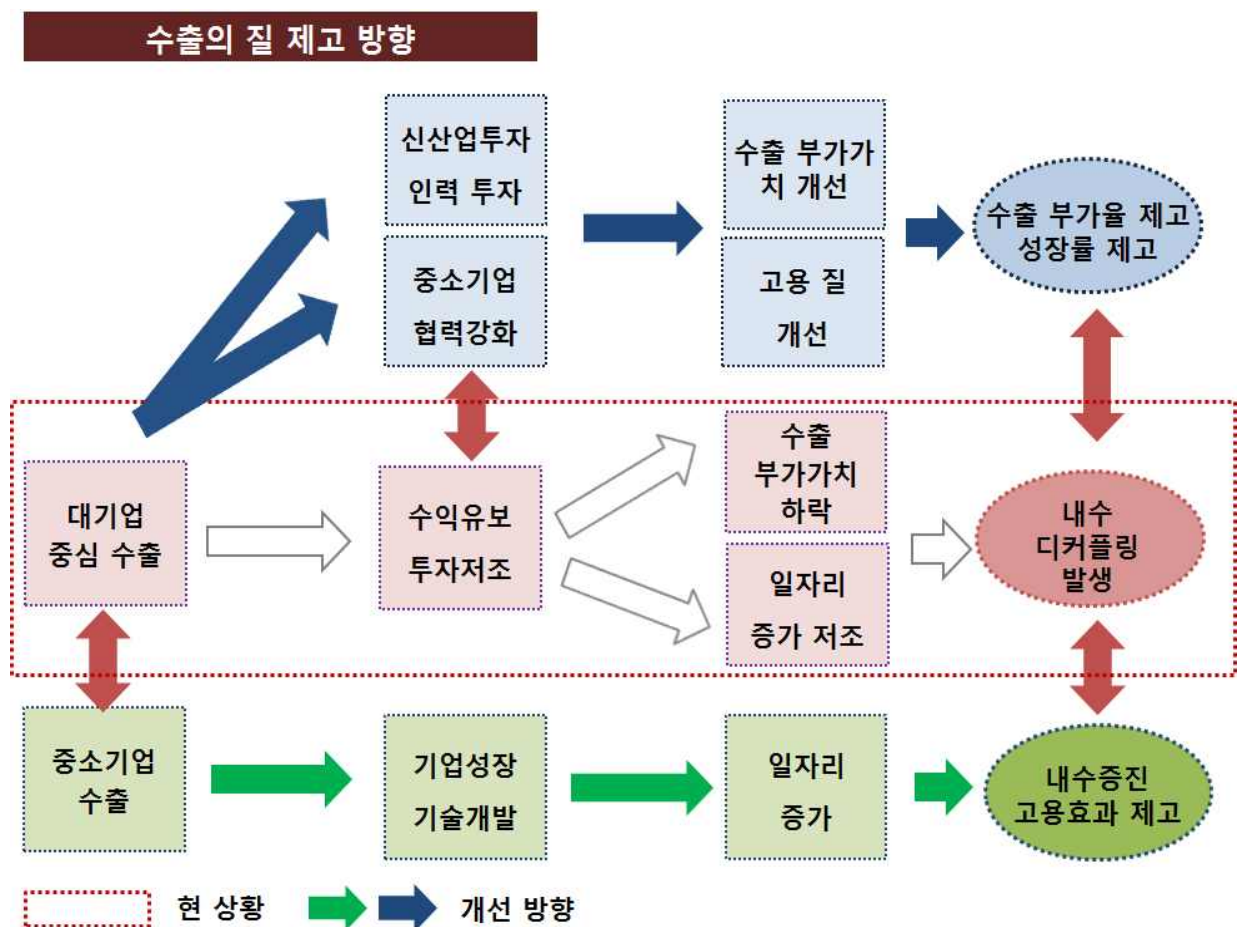 수출의 질 제고 방향
신산업투자
인력 투자
수출 부가가
치 개선
수출 부가율 제고
성장률 제고
중소기업
협력강화
고용 질
개선
대기업
중심 수출
수익유보
투자저조
수출
부가가치
하락
일자리
증가 저조
내수
디커플링
발생
중소기업
수출
기업성장
기술개발
일자리
증가
내수증진
고용효과 제고
현 상황
개선 방향